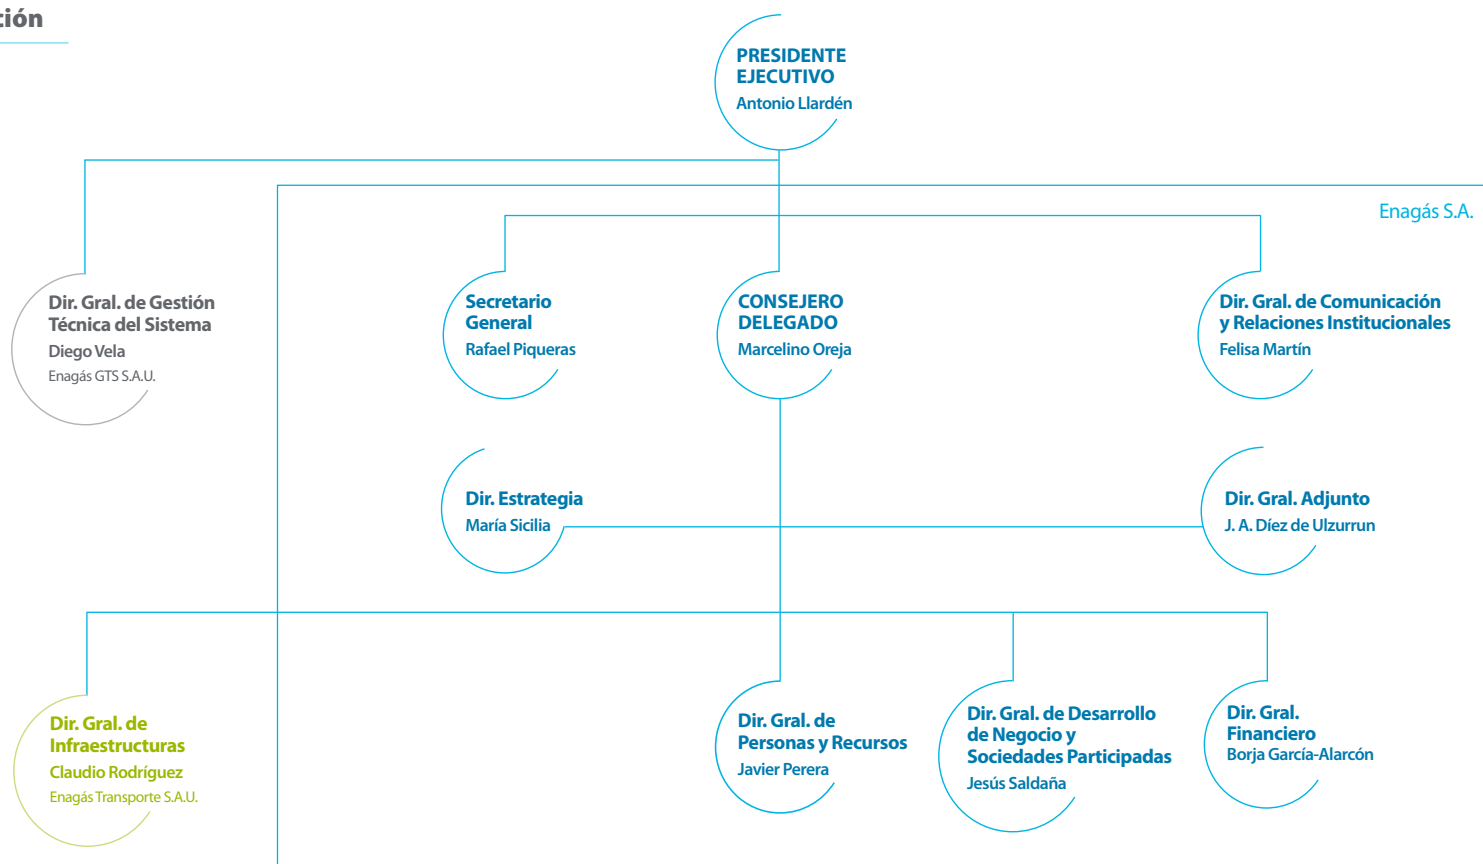 ción
PRESIDENTE
EJECUTIVO
Antonio Llardén
Enagás S.A.
Dir. Gral. de Gestión
Técnica del Sistema
Diego Vela
Enagás GTS S.A.U.
Secretario
General
Rafael Piqueras
CONSEJERO
DELEGADO
Marcelino Oreja
Dir. Gral. de Comunicación
y Relaciones Institucionales
Felisa Martín
Dir. Estrategia
María Sicilia
Dir. Gral. Adjunto
J. A. Díez de Ulzurrun
Dir. Gral. de
Infraestructuras
Claudio Rodríguez
Enagás Transporte S.A.U.
Dir. Gral. de
Personas y Recursos
Javier Perera
Dir. Gral. de Desarrollo
de Negocio y
Sociedades Participadas
Jesús Saldaña
Dir. Gral.
Financiero
Borja García-Alarcón